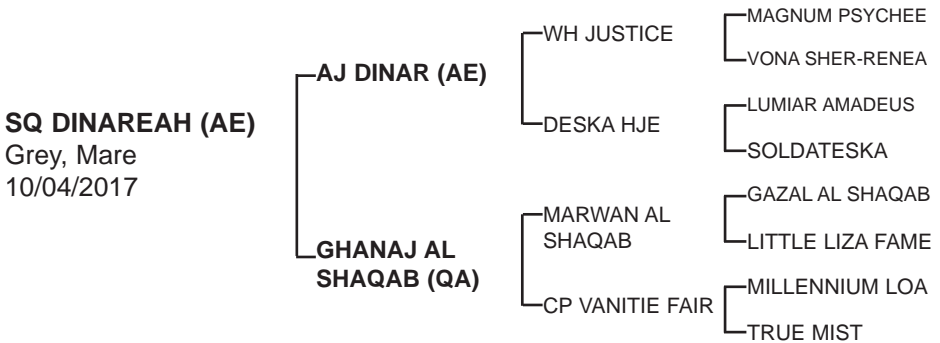 SQ DINAREAH (AE)
Grey, Mare
10/04/2017
AJ DINAR (AE)
GHANAJ AL
SHAQAB (QA)
WH JUSTICE
DESKA HJE
MARWAN AL
SHAQAB
CP VANITIE FAIR
MAGNUM PSYCHEE
VONA SHER-RENEA
LUMIAR AMADEUS
SOLDATESKA
GAZAL AL SHAQAB
LITTLE LIZA FAME
MILLENNIUM LOA
TRUE MIST